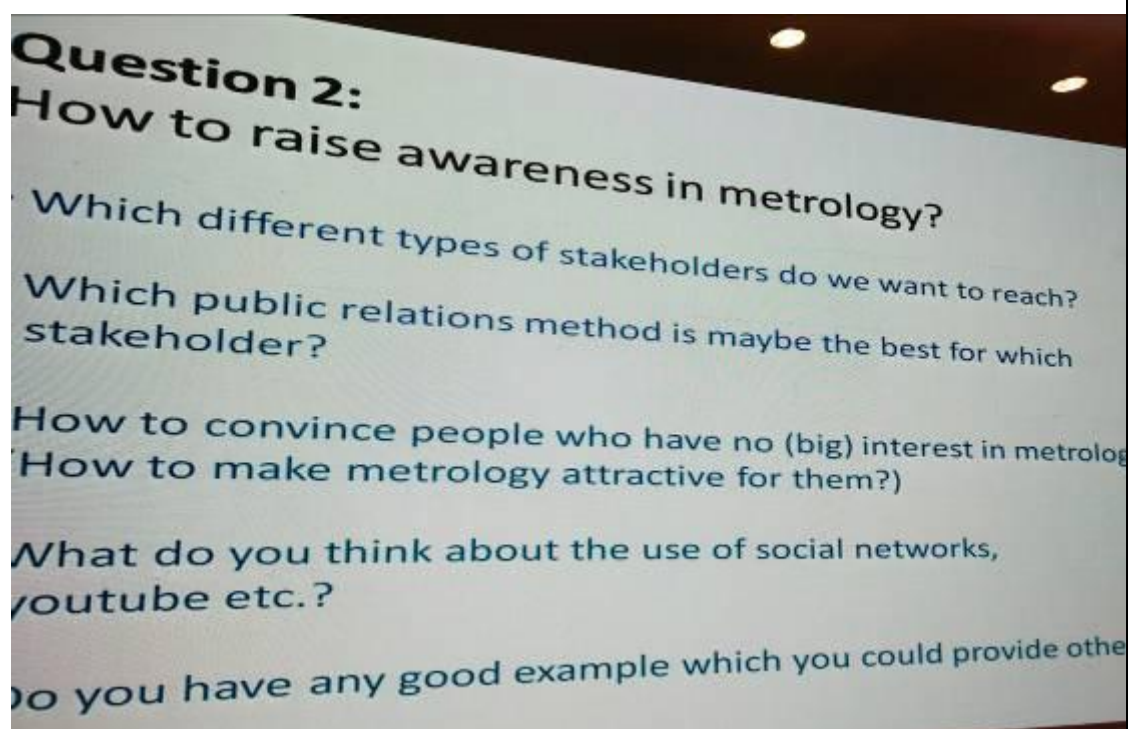 Question 2:
How to raise awareness in metrology?
Which different types of stakeholders do we want to reach?
Which public relations method is maybe the best for which
stakeholder?
How to convince people who have no (big) interest in
(How to make metrology attractive for them?)
What do you think about the use of social networks,
youtube etc.?
Do you have any good example which you could provide